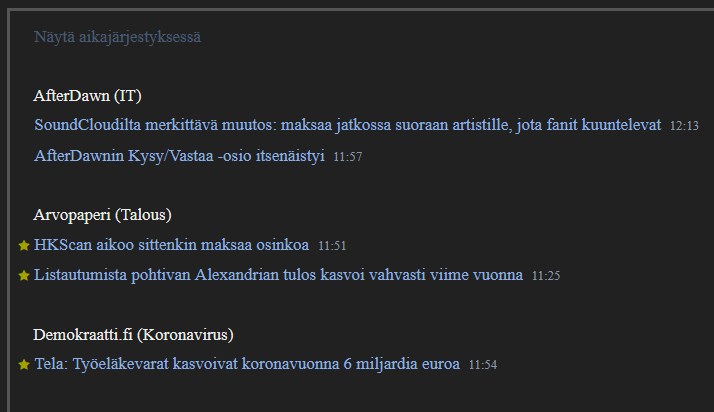 Näytä aikajärjestyksessä
AfterDawn (IT)
SoundCloudilta merkittävä muutos: maksaa jatkossa suoraan artistille, jota fanit kuuntelevat 12:13
AfterDawnin Kysy/Vastaa -osio itsenäistyi 11:57
Arvopaperi (Talous)
HKScan aikoo sittenkin maksaa osinkoa 11:51
Listautumista pohtivan Alexandrian tulos kasvoi vahvasti viime vuonna 11:25
Demokraatti.fi (Koronavirus)
Tela: Työeläkevarat kasvoivat koronavuonna 6 miljardia euroa 11:54